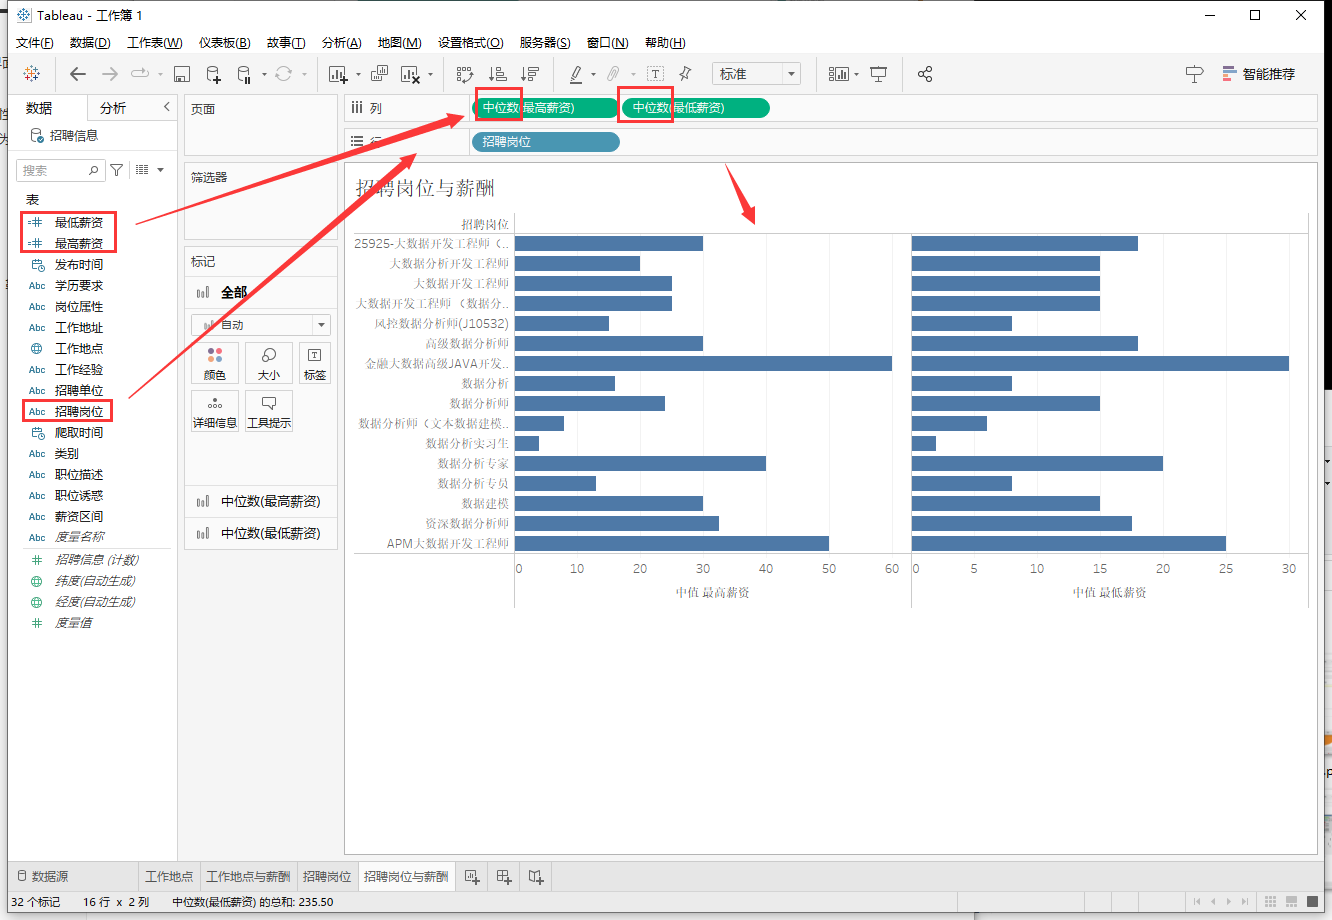 Tableau - 工作簿 1
文件(F) 数据(D) 工作表(W) 仪表板(B) 故事(T) 分析(A) 地图(M) 设置格式(O) 服务器(S) 窗口(N) 帮助(H)
标准
智能推荐
数据 分析
招聘信息
搜索
表
最低薪资
最高薪资
发布时间
Abc 学历要求
Abc 岗位属性
Abc 工作地址
工作地点
Abc 工作经验
Abc 招聘单位
Abc 招聘岗位
爬取时间
Abc 类别
Abc 职位描述
Abc 职位诱惑
Abc 薪资区间
Abc 度量名称
招聘信息 (计数)
纬度(自动生成)
经度(自动生成)
度量值
页面
筛选器
标记
全部
自动
颜色 大小 标签
详细信息 工具提示
中位数(最高薪资)
中位数(最低薪资)
列 中位数(最高薪资) 中位数(最低薪资)
行 招聘岗位
招聘岗位与薪酬
招聘岗位
25925-大数据开发工程师（..
大数据分析开发工程师
大数据开发工程师
大数据开发工程师（数据分..
风控数据分析师(J10532)
高级数据分析师
金融大数据高级JAVA开发..
数据分析
数据分析师
数据分析师（文本数据建模..
数据分析实习生
数据分析专家
数据分析专员
数据建模
资深数据分析师
APM大数据开发工程师
0 10 20 30 40 50 60 0 5 10 15 20 25 30
中值 最高薪资 中值 最低薪资
数据源 工作地点 工作地点与薪酬 招聘岗位 招聘岗位与薪酬
32 个标记 16 行 x 2 列 中位数(最低薪资) 的总和: 235.50